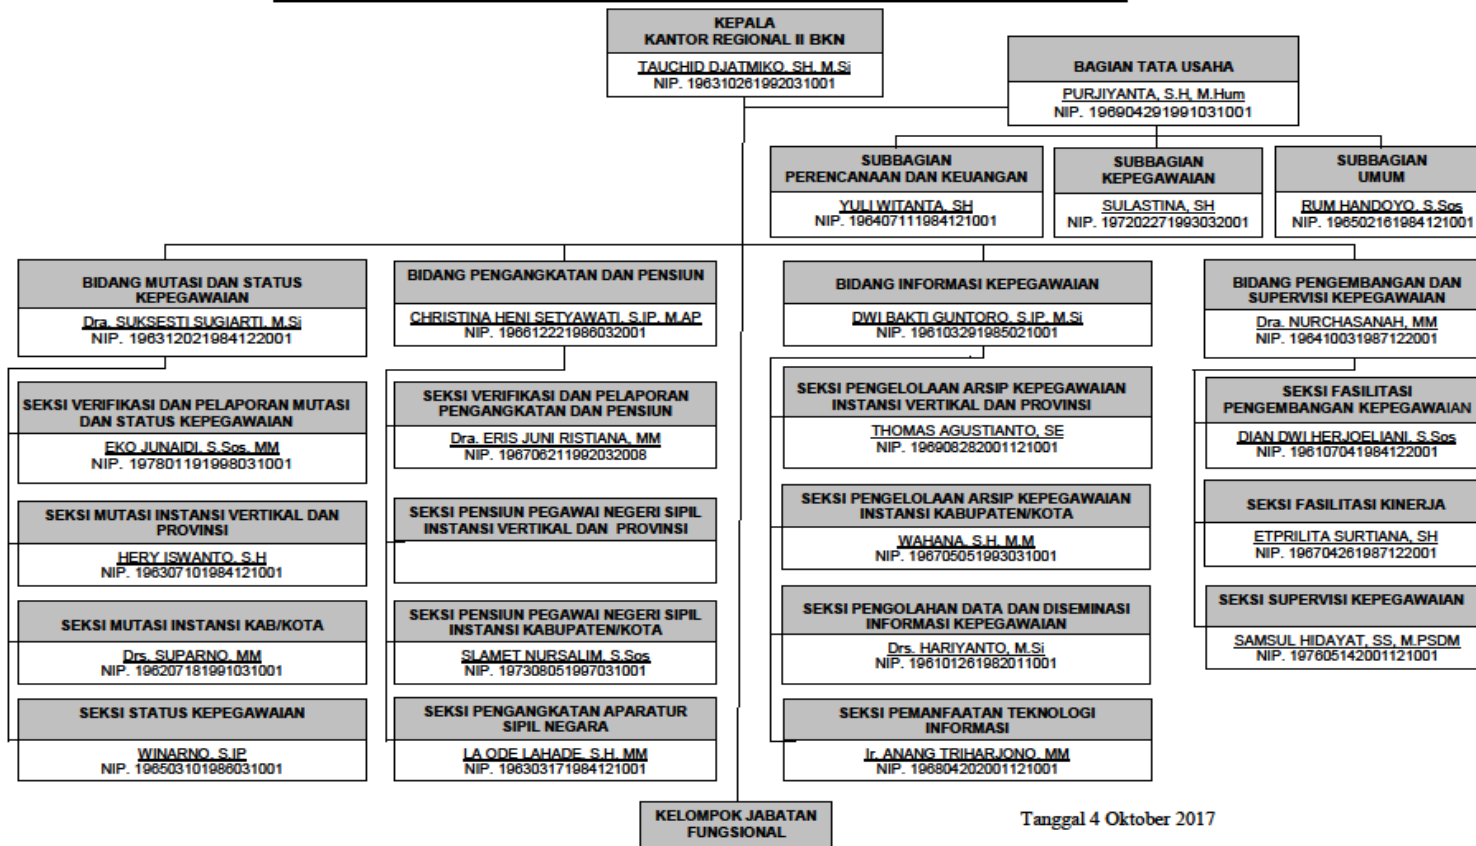 KEPALA
KANTOR REGIONAL II BKN
TAUCHID DJATMIKO, SH, M.Si
NIP. 196310261992031001
BAGIAN TATA USAHA
PURJIYANTA, S.H, M.Hum
NIP. 196904291991031001
SUBBAGIAN
PERENCANAAN DAN KEUANGAN
YULI WITANTA, SH
NIP. 196407111984121001
SUBBAGIAN
KEPEGAWAIAN
SULASTINA, SH
NIP. 197202271993032001
SUBBAGIAN
UMUM
RUM HANDOYO, S.Sos
NIP. 196502161984121001
BIDANG MUTASI DAN STATUS
KEPEGAWAIAN
Dra. SUKSESTI SUGIARTI, M.Si
NIP. 196312021984122001
SEKSI VERIFIKASI DAN PELAPORAN MUTASI
DAN STATUS KEPEGAWAIAN
EKO JUNAIDI, S.Sos, MM
NIP. 197801191998031001
SEKSI MUTASI INSTANSI VERTIKAL DAN
PROVINSI
HERY ISWANTO, S.H
NIP. 196307101984121001
SEKSI MUTASI INSTANSI KAB/KOTA
Drs. SUPARNO, MM
NIP. 196207181991031001
SEKSI STATUS KEPEGAWAIAN
WINARNO, S.IP
NIP. 196503101986031001
BIDANG PENGANGKATAN DAN PENSIUN
CHRISTINA HENI SETYAWATI, S.IP, M.AP
NIP. 196612221986032001
SEKSI VERIFIKASI DAN PELAPORAN
PENGANGKATAN DAN PENSIUN
Dra. ERIS JUNI RISTIANA, MM
NIP. 196706211992032008
SEKSI PENSIUN PEGAWAI NEGERI SIPIL
INSTANSI VERTIKAL DAN PROVINSI
SEKSI PENSIUN PEGAWAI NEGERI SIPIL
INSTANSI KABUPATEN/KOTA
SLAMET NURSALIM, S.Sos
NIP. 197308051997031001
SEKSI PENGANGKATAN APARATUR
SIPIL NEGARA
LA ODE LAHADE, S.H, MM
NIP. 196303171984121001
BIDANG INFORMASI KEPEGAWAIAN
DWI BAKTI GUNTORO, S.IP, M.Si
NIP. 196103291985021001
SEKSI PENGELOLAAN ARSIP KEPEGAWAIAN
INSTANSI VERTIKAL DAN PROVINSI
THOMAS AGUSTIANTO, SE
NIP. 196908282001121001
SEKSI PENGELOLAAN ARSIP KEPEGAWAIAN
INSTANSI KABUPATEN/KOTA
WAHANA, S.H, M.M
NIP. 196705051993031001
SEKSI PENGOLAHAN DATA DAN DISEMINASI
INFORMASI KEPEGAWAIAN
Drs. HARIYANTO, M.Si
NIP. 196101261982011001
SEKSI PEMANFAATAN TEKNOLOGI
INFORMASI
Ir. ANANG TRIHARJONO, MM
NIP. 196804202001121001
BIDANG PENGEMBANGAN DAN
SUPERVISI KEPEGAWAIAN
Dra. NURCHASANAH, MM
NIP. 196410031987122001
SEKSI FASILITASI
PENGEMBANGAN KEPEGAWAIAN
DIAN DWI HERJOELIANI, S.Sos
NIP. 196107041984122001
SEKSI FASILITASI KINERJA
ETPRILITA SURTIANA, SH
NIP. 196704261987122001
SEKSI SUPERVISI KEPEGAWAIAN
SAMSUL HIDAYAT, SS, M.PSDM
NIP. 197605142001121001
KELOMPOK JABATAN
FUNGSIONAL
Tanggal 4 Oktober 2017